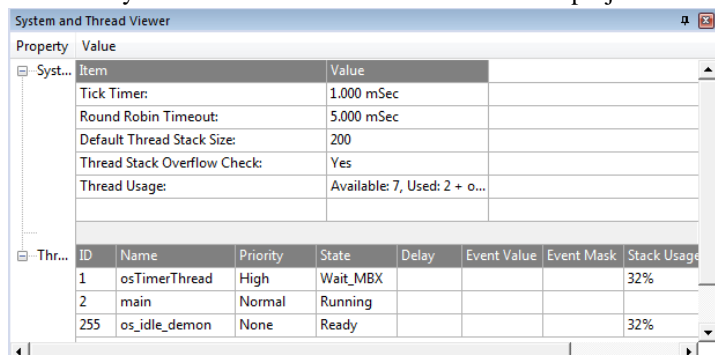 System and Thread Viewer
Property Value
Syst... Item Value
Tick Timer: 1.000 mSec
Round Robin Timeout: 5.000 mSec
Default Thread Stack Size: 200
Thread Stack Overflow Check: Yes
Thread Usage: Available: 7, Used: 2 + o...
Thr... ID Name Priority State Delay Event Value Event Mask Stack Usage
1 osTimerThread High Wait_MBX 32%
2 main Normal Running
255 os_idle_demon None Ready 32%